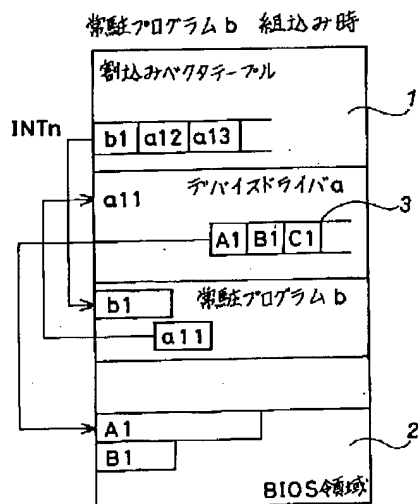 常駐プログラムb 組込み時
割込みベクタテーブル
1
INTn
b1 a12 a13
a11 デバイスドライバa
3
A1 B1 C1
b1 常駐プログラムb
a11
A1
2
B1
BIOS領域